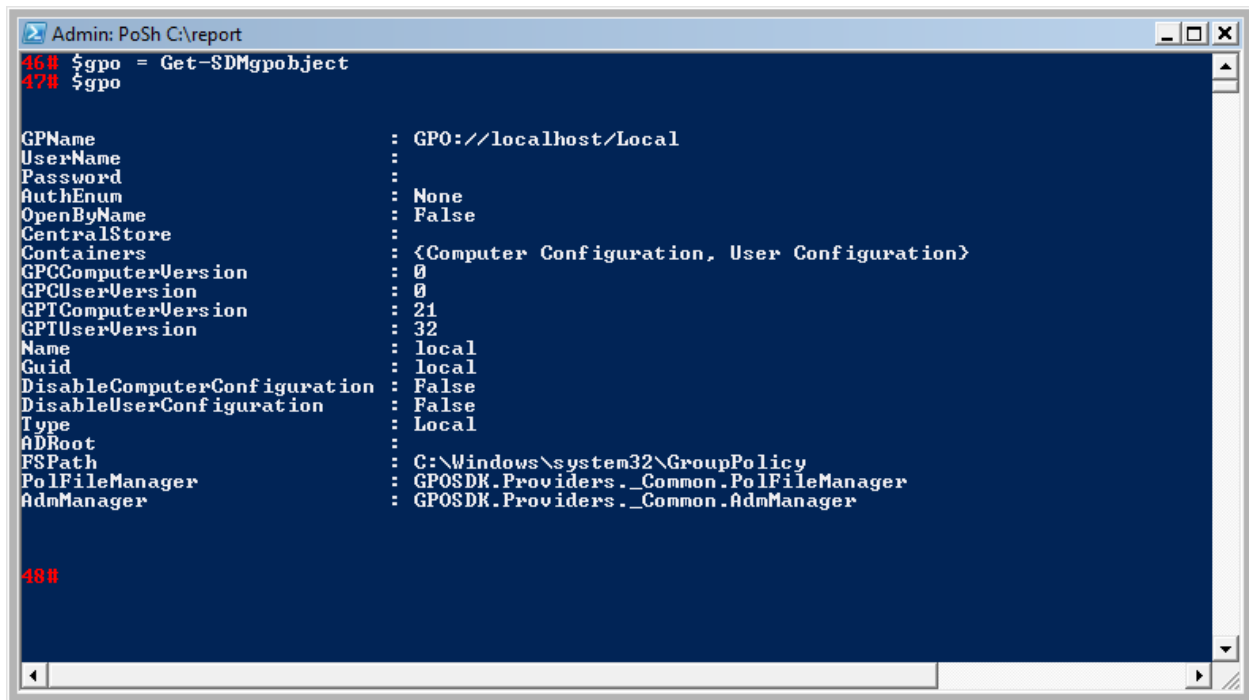 Admin: PoSh C:\report
46# $gpo = Get-SDMgpobject
47# $gpo
GPName : GPO://localhost/Local
UserName :
Password :
AuthEnum : None
OpenByName : False
CentralStore :
Containers : {Computer Configuration, User Configuration}
GPCComputerVersion : 0
GPCUserVersion : 0
GPTComputerVersion : 21
GPTUserVersion : 32
Name : local
Guid : local
DisableComputerConfiguration : False
DisableUserConfiguration : False
Type : Local
ADRoot :
FSPath : C:\Windows\system32\GroupPolicy
PolFileManager : GPOSDK.Providers._Common.PolFileManager
AdmManager : GPOSDK.Providers._Common.AdmManager
48#